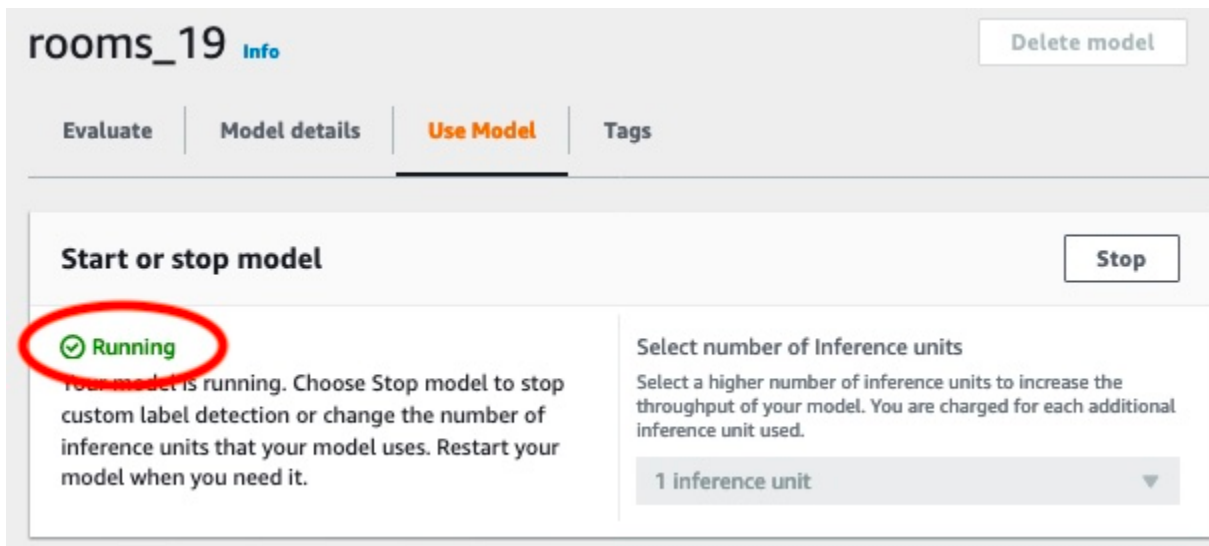 rooms_19 Info
Delete model
Evaluate
Model details
Use Model
Tags
Start or stop model
Stop
Running
Your model is running. Choose Stop model to stop
custom label detection or change the number of
inference units that your model uses. Restart your
model when you need it.
Select number of Inference units
Select a higher number of inference units to increase the
throughput of your model. You are charged for each additional
inference unit used.
1 inference unit